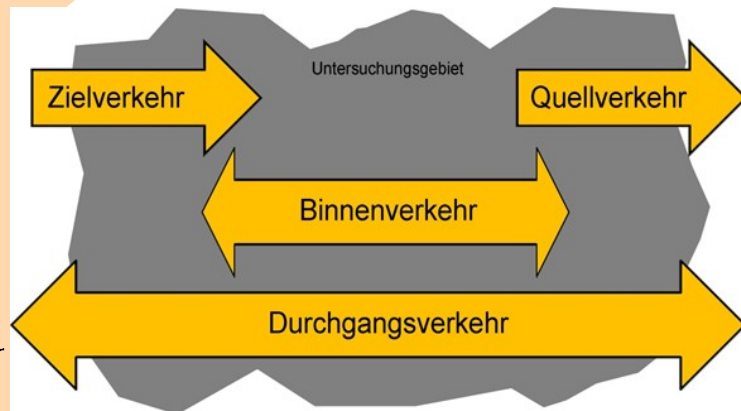 Untersuchungsgebiet
Zielverkehr
Quellverkehr
Binnenverkehr
Durchgangsverkehr